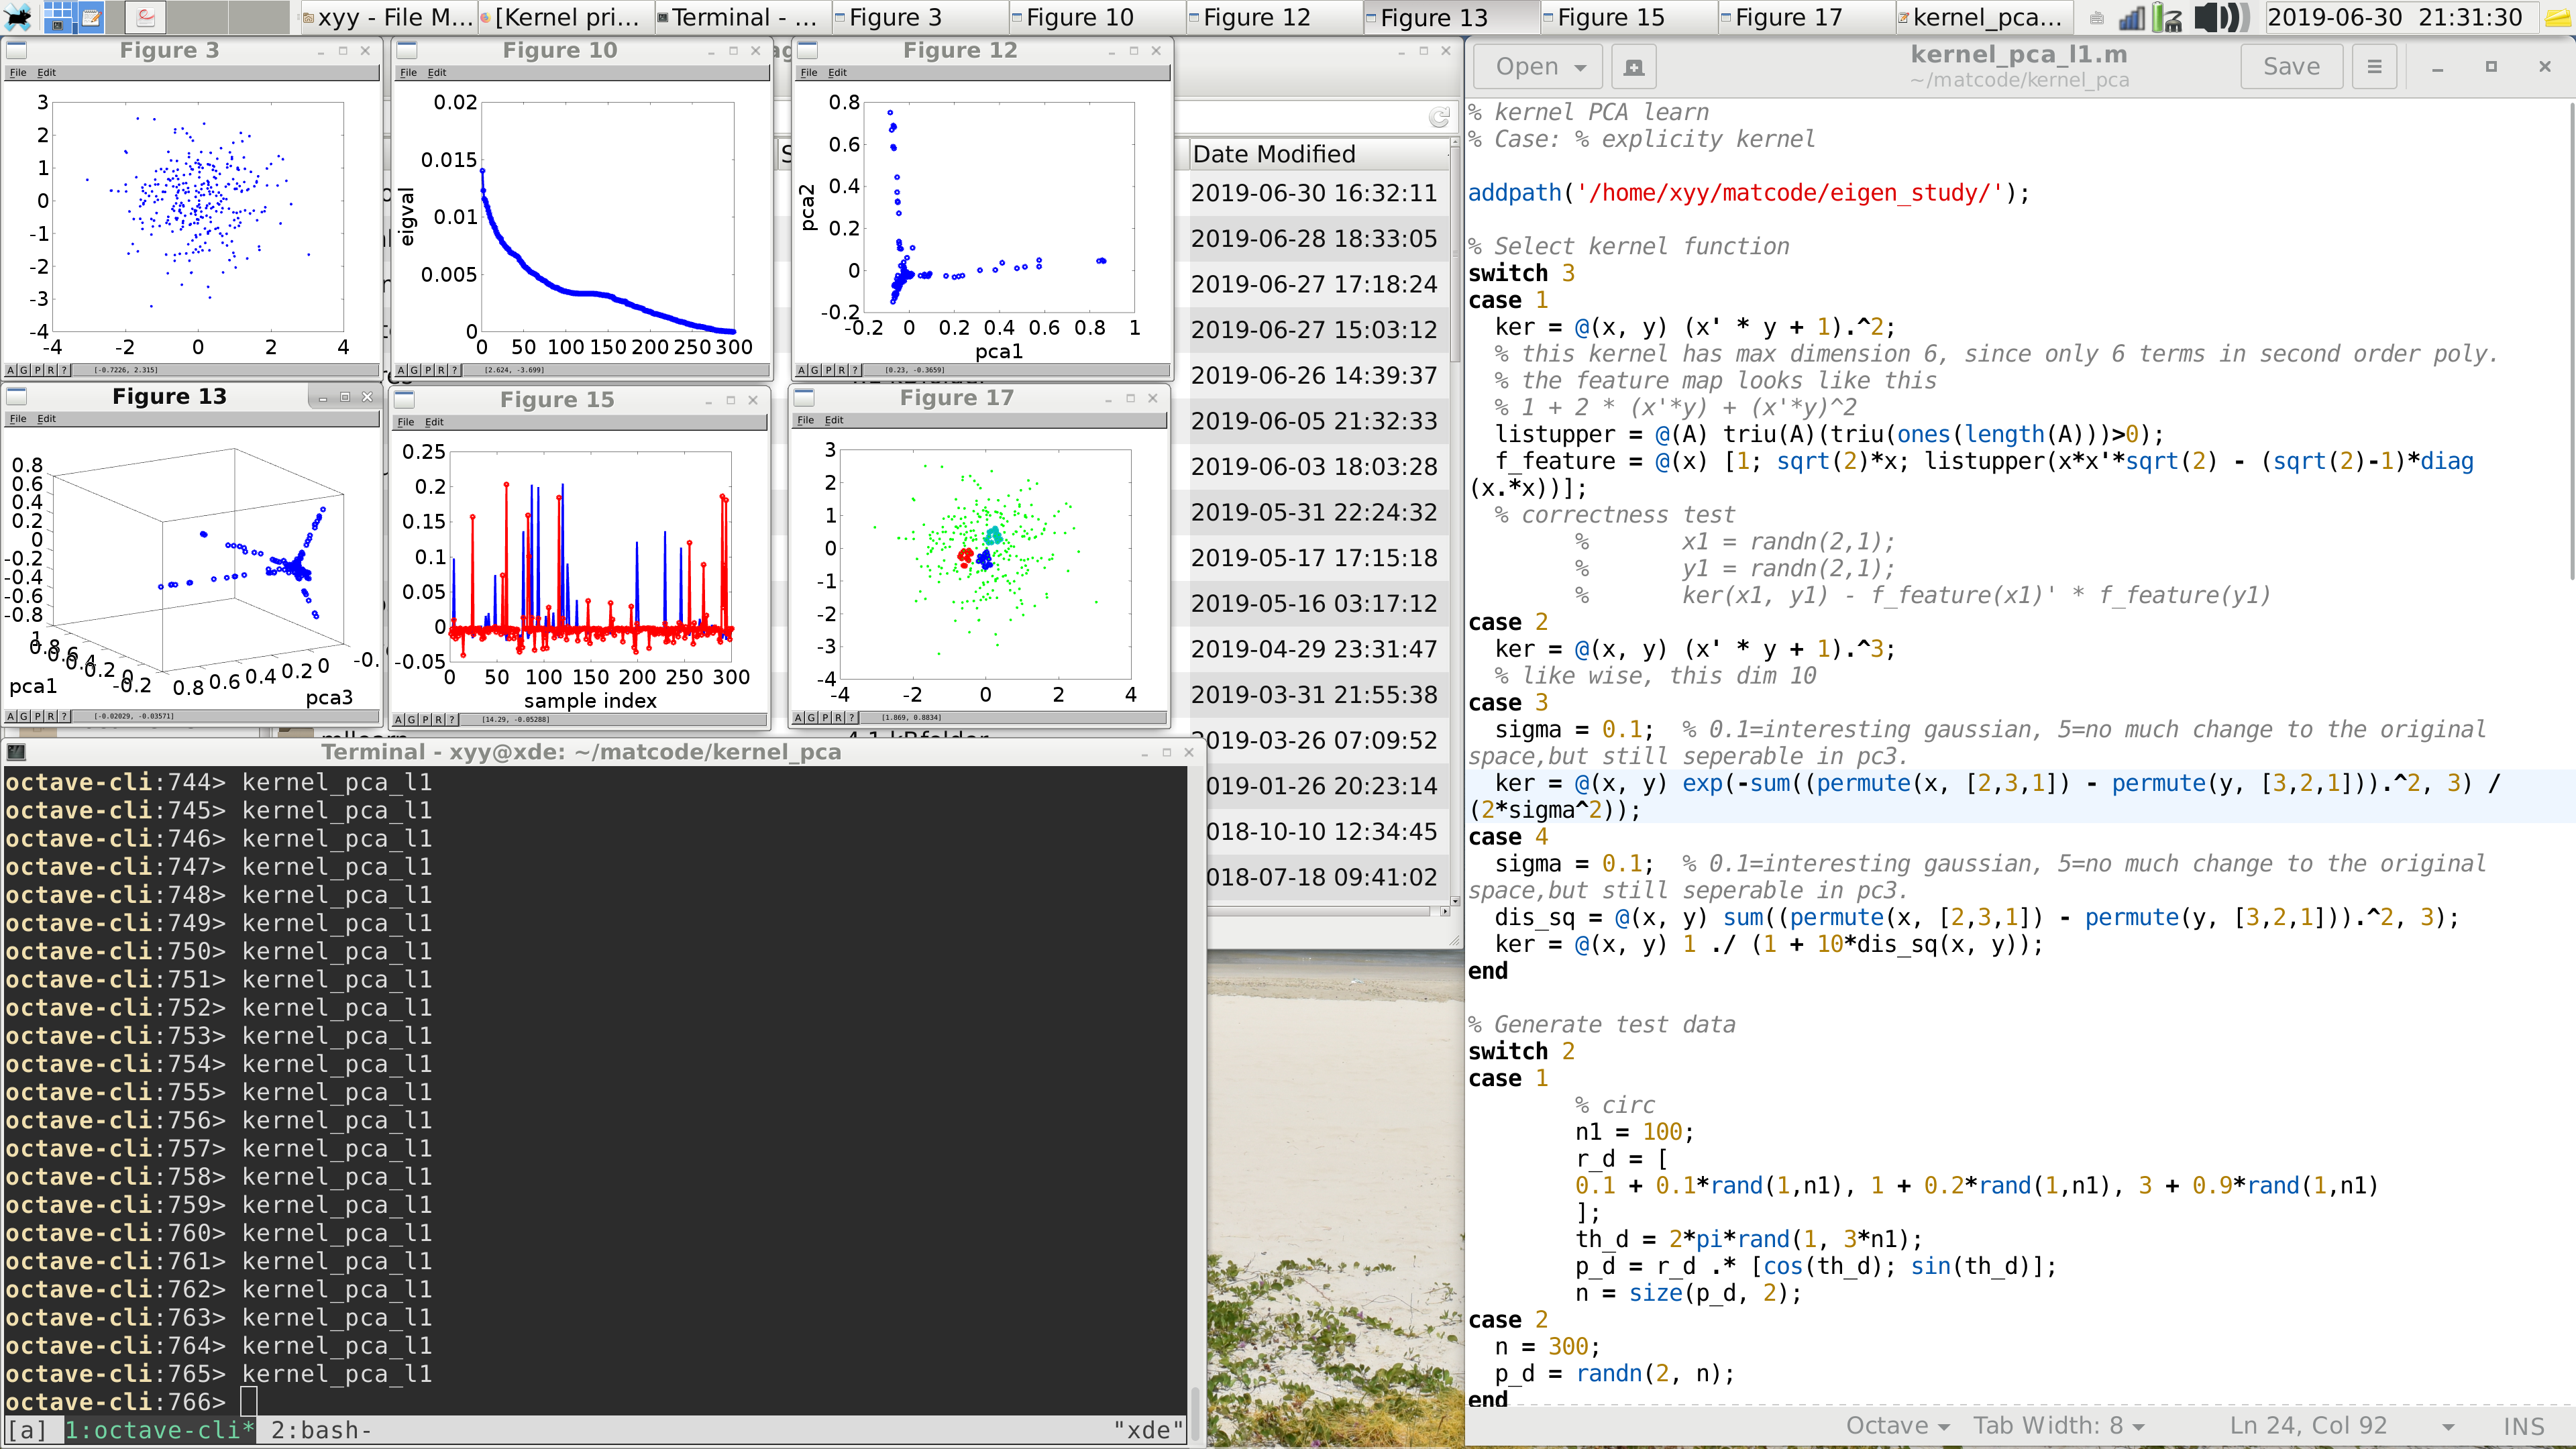 xyy - File M...
[Kernel pri...
Terminal - ...
Figure 3
Figure 10
Figure 12
Figure 13
Figure 15
Figure 17
kernel_pca...
2019-06-30 21:31:30
Figure 3
File Edit
3
2
1
0
-1
-2
-3
-4
-4 -2 0 2 4
A G P R ? [-0.7226, 2.315]
Figure 10
File Edit
0.02
0.015
0.01
0.005
0
eigval
0 50 100 150 200 250 300
A G P R ? [2.624, -3.699]
Figure 12
File Edit
0.8
0.6
0.4
0.2
0
-0.2
pca2
-0.2 0 0.2 0.4 0.6 0.8 1
pca1
A G P R ? [0.23, -0.3659]
Figure 13
File Edit
0.8
0.6
0.4
0.2
0
-0.2
-0.4
-0.6
-0.8
1
0.8
0.6
0.4
0.2
0
-0.2
pca1
0.8 0.6 0.4 0.2 0 -0.
pca3
A G P R ? [-0.02029, -0.03571]
Figure 15
File Edit
0.25
0.2
0.15
0.1
0.05
0
-0.05
0 50 100 150 200 250 300
sample index
A G P R ? [14.29, -0.05288]
Figure 17
File Edit
3
2
1
0
-1
-2
-3
-4
-4 -2 0 2 4
A G P R ? [1.869, 0.8834]
Date Modified
2019-06-30 16:32:11
2019-06-28 18:33:05
2019-06-27 17:18:24
2019-06-27 15:03:12
2019-06-26 14:39:37
2019-06-05 21:32:33
2019-06-03 18:03:28
2019-05-31 22:24:32
2019-05-17 17:15:18
2019-05-16 03:17:12
2019-04-29 23:31:47
2019-03-31 21:55:38
2019-03-26 07:09:52
019-01-26 20:23:14
018-10-10 12:34:45
018-07-18 09:41:02
Terminal - xyy@xde: ~/matcode/kernel_pca
octave-cli:744> kernel_pca_l1
octave-cli:745> kernel_pca_l1
octave-cli:746> kernel_pca_l1
octave-cli:747> kernel_pca_l1
octave-cli:748> kernel_pca_l1
octave-cli:749> kernel_pca_l1
octave-cli:750> kernel_pca_l1
octave-cli:751> kernel_pca_l1
octave-cli:752> kernel_pca_l1
octave-cli:753> kernel_pca_l1
octave-cli:754> kernel_pca_l1
octave-cli:755> kernel_pca_l1
octave-cli:756> kernel_pca_l1
octave-cli:757> kernel_pca_l1
octave-cli:758> kernel_pca_l1
octave-cli:759> kernel_pca_l1
octave-cli:760> kernel_pca_l1
octave-cli:761> kernel_pca_l1
octave-cli:762> kernel_pca_l1
octave-cli:763> kernel_pca_l1
octave-cli:764> kernel_pca_l1
octave-cli:765> kernel_pca_l1
octave-cli:766>
[a] 1:octave-cli* 2:bash- "xde"
Open
kernel_pca_l1.m
~/matcode/kernel_pca
Save
% kernel PCA learn
% Case: % explicity kernel
addpath('/home/xyy/matcode/eigen_study/');
% Select kernel function
switch 3
case 1
ker = @(x, y) (x' * y + 1).^2;
% this kernel has max dimension 6, since only 6 terms in second order poly.
% the feature map looks like this
% 1 + 2 * (x'*y) + (x'*y)^2
listupper = @(A) triu(A)(triu(ones(length(A)))>0);
f_feature = @(x) [1; sqrt(2)*x; listupper(x*x'*sqrt(2) - (sqrt(2)-1)*diag
(x.*x))];
% correctness test
% x1 = randn(2,1);
% y1 = randn(2,1);
% ker(x1, y1) - f_feature(x1)' * f_feature(y1)
case 2
ker = @(x, y) (x' * y + 1).^3;
% like wise, this dim 10
case 3
sigma = 0.1; % 0.1=interesting gaussian, 5=no much change to the original
space,but still seperable in pc3.
ker = @(x, y) exp(-sum((permute(x, [2,3,1]) - permute(y, [3,2,1])).^2, 3) /
(2*sigma^2));
case 4
sigma = 0.1; % 0.1=interesting gaussian, 5=no much change to the original
space,but still seperable in pc3.
dis_sq = @(x, y) sum((permute(x, [2,3,1]) - permute(y, [3,2,1])).^2, 3);
ker = @(x, y) 1 ./ (1 + 10*dis_sq(x, y));
end
% Generate test data
switch 2
case 1
% circ
n1 = 100;
r_d = [
0.1 + 0.1*rand(1,n1), 1 + 0.2*rand(1,n1), 3 + 0.9*rand(1,n1)
];
th_d = 2*pi*rand(1, 3*n1);
p_d = r_d .* [cos(th_d); sin(th_d)];
n = size(p_d, 2);
case 2
n = 300;
p_d = randn(2, n);
end
Octave Tab Width: 8 Ln 24, Col 92 INS